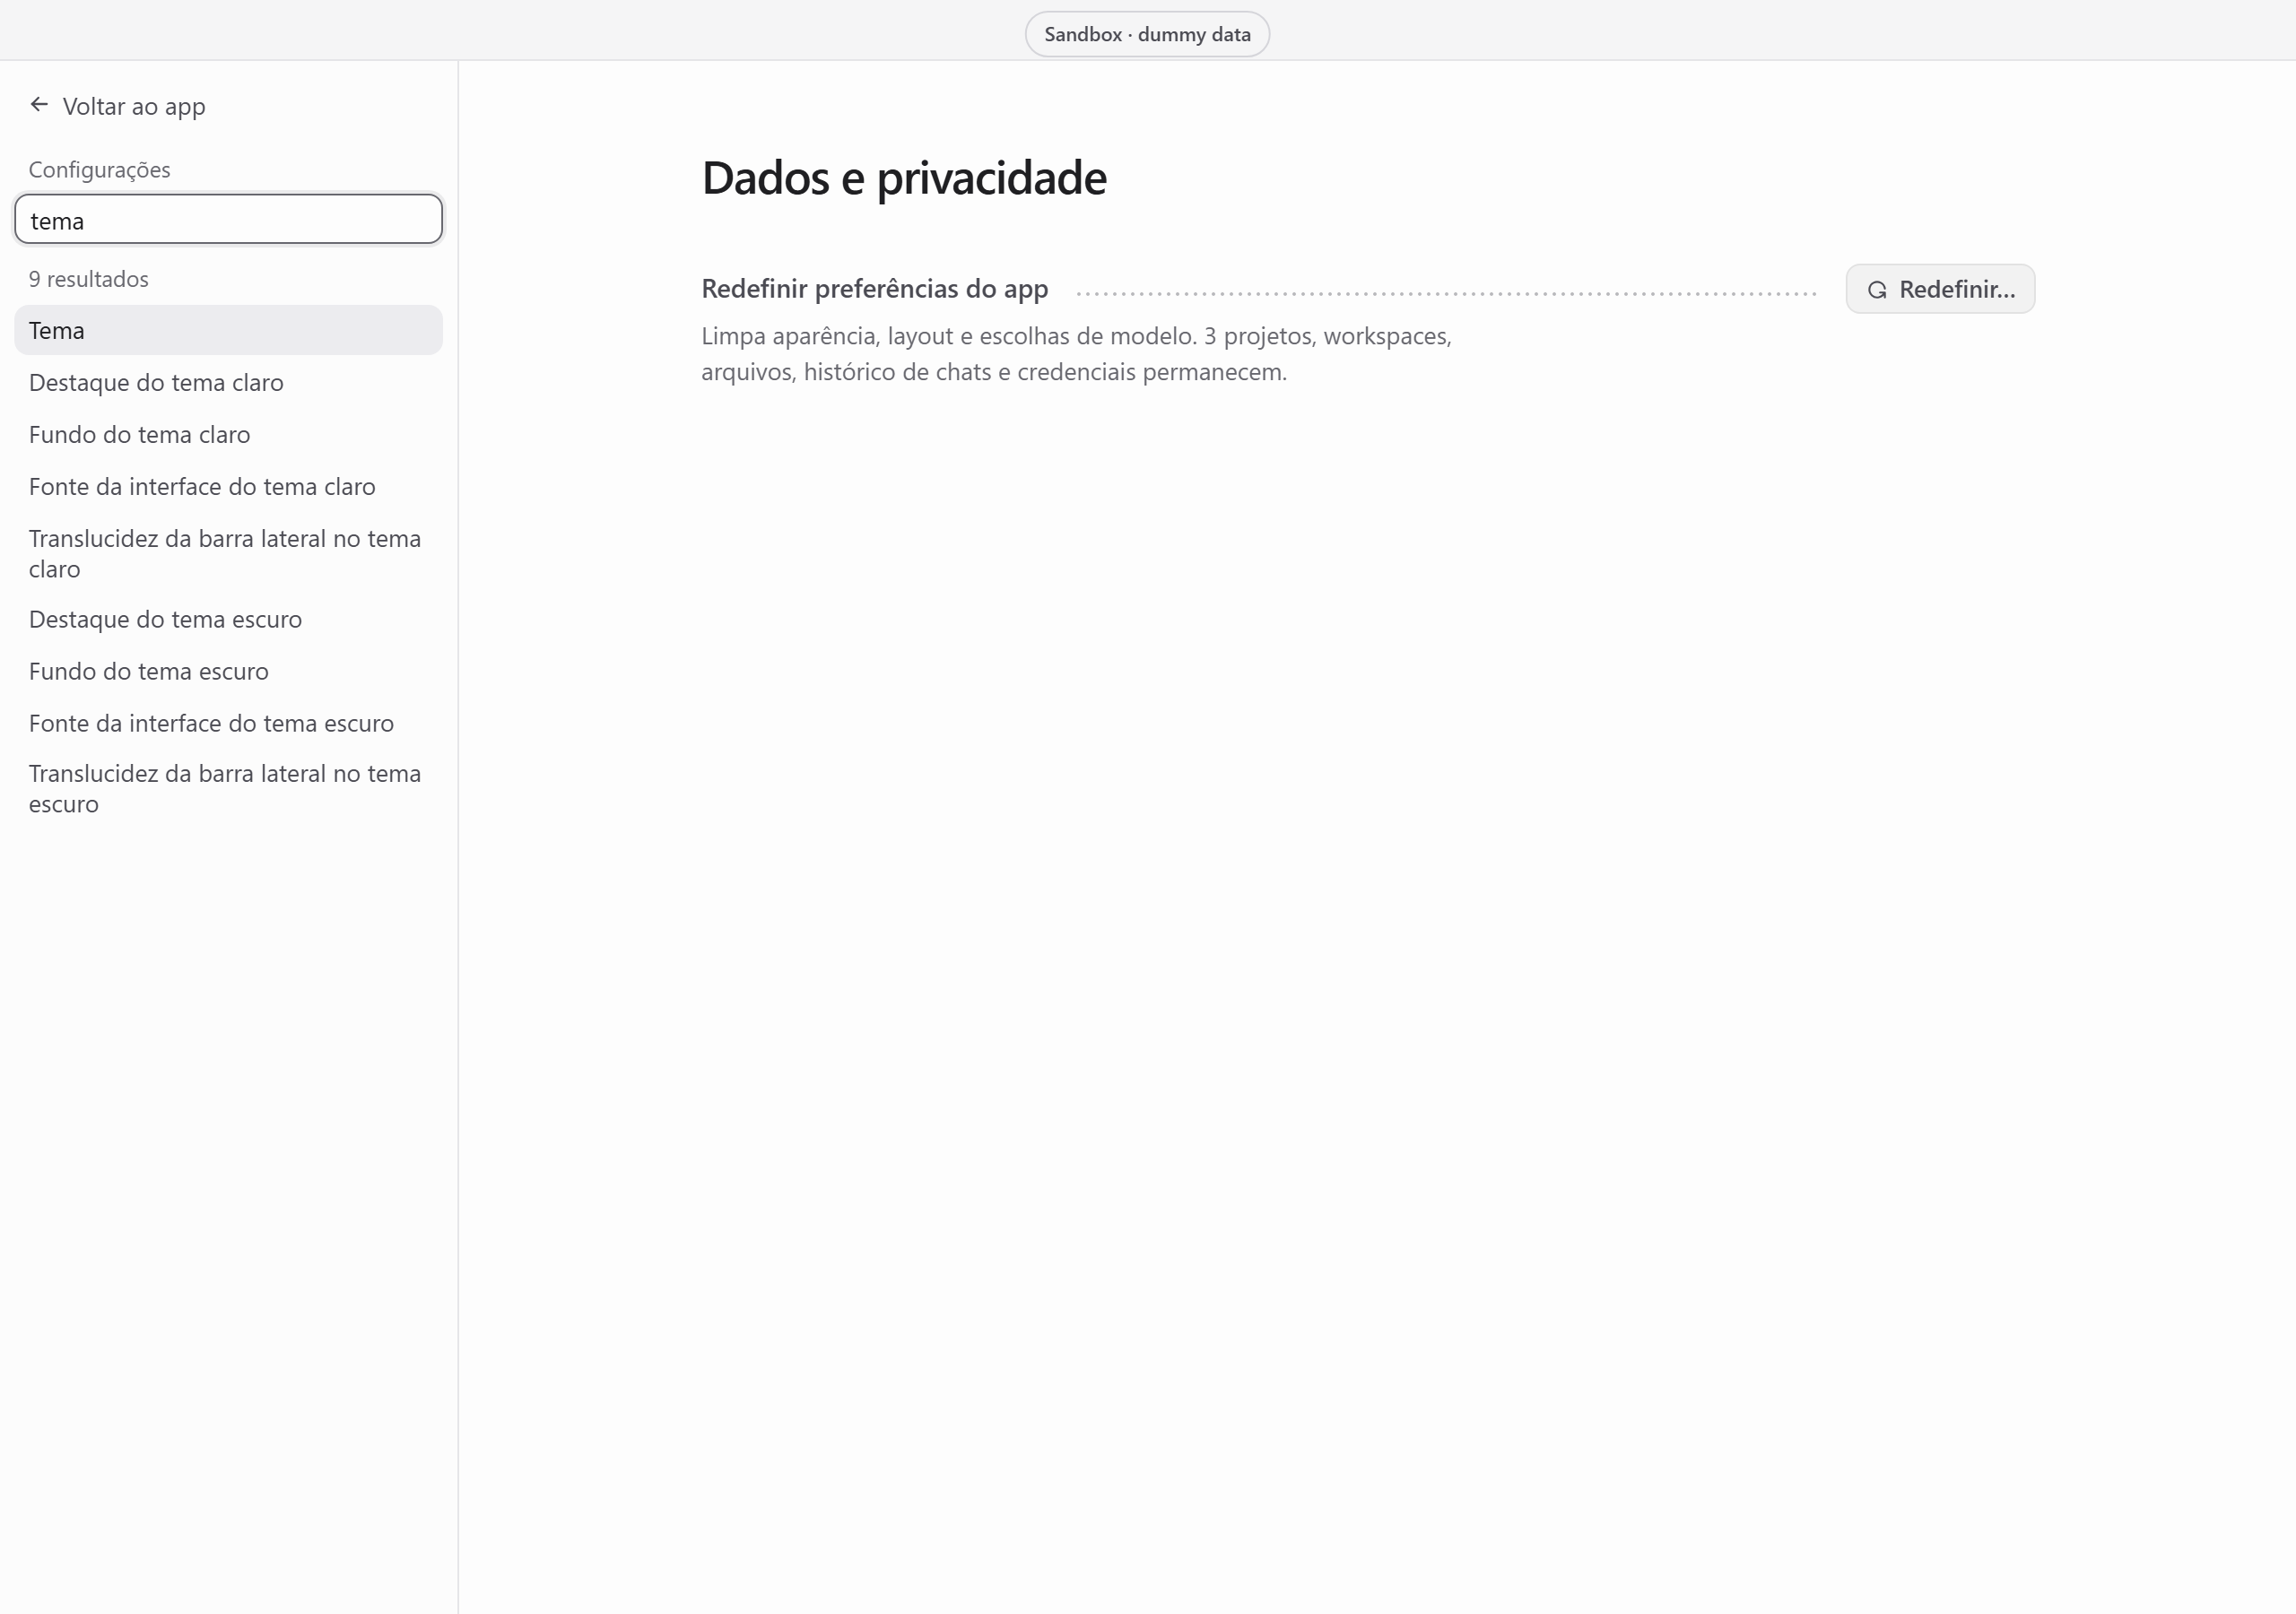 Sandbox · dummy data
Voltar ao app
Configurações
tema
9 resultados
Tema
Destaque do tema claro
Fundo do tema claro
Fonte da interface do tema claro
Translucidez da barra lateral no tema
claro
Destaque do tema escuro
Fundo do tema escuro
Fonte da interface do tema escuro
Translucidez da barra lateral no tema
escuro
Dados e privacidade
Redefinir preferências do app
Redefinir...
Limpa aparência, layout e escolhas de modelo. 3 projetos, workspaces,
arquivos, histórico de chats e credenciais permanecem.